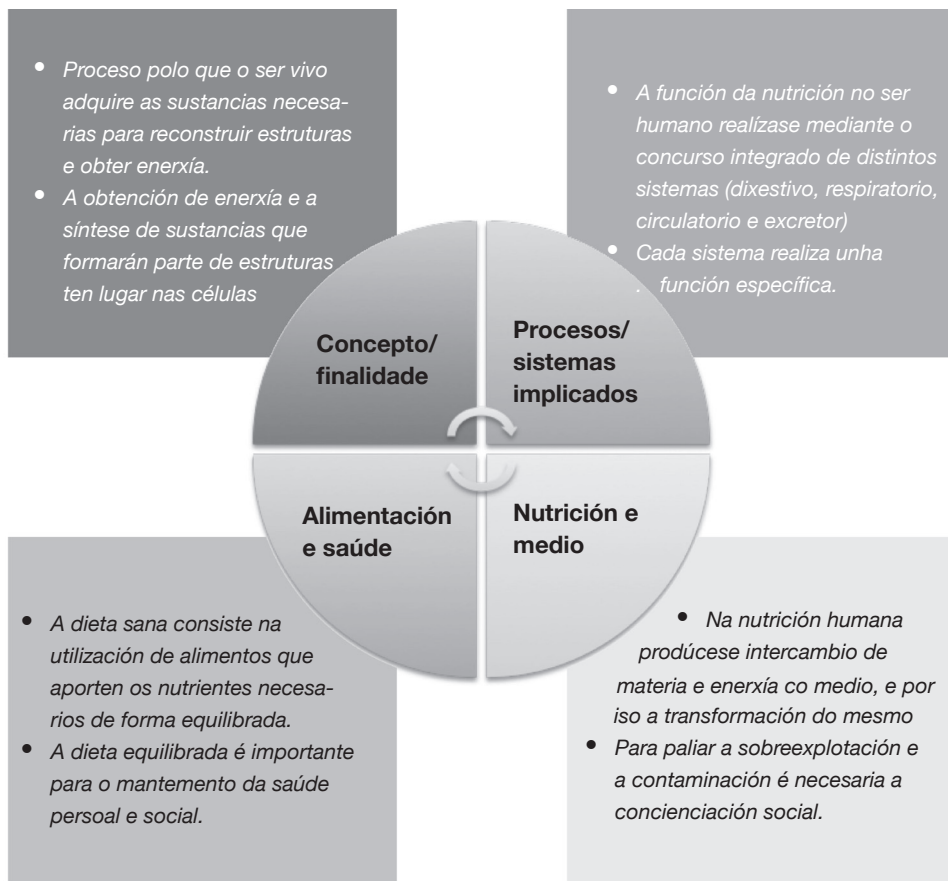 • Proceso polo que o ser vivo
adquire as sustancias necesa-
rias para reconstruir estruturas
e obter enerxía.
• A obtención de enerxía e a
síntese de sustancias que
formarán parte de estruturas
ten lugar nas células
• A función da nutrición no ser
humano realízase mediante o
concurso integrado de distintos
sistemas (dixestivo, respiratorio,
circulatorio e excretor)
• Cada sistema realiza unha
. función específica.
Concepto/
finalidade
Procesos/
sistemas
implicados
Alimentación
e saúde
Nutrición e
medio
• A dieta sana consiste na
utilización de alimentos que
aporten os nutrientes necesa-
rios de forma equilibrada.
• A dieta equilibrada é importante
para o mantemento da saúde
persoal e social.
• Na nutrición humana
prodúcese intercambio de
materia e enerxía co medio, e por
iso a transformación do mesmo
• Para paliar a sobreexplotación e
a contaminación é necesaria a
concienciación social.